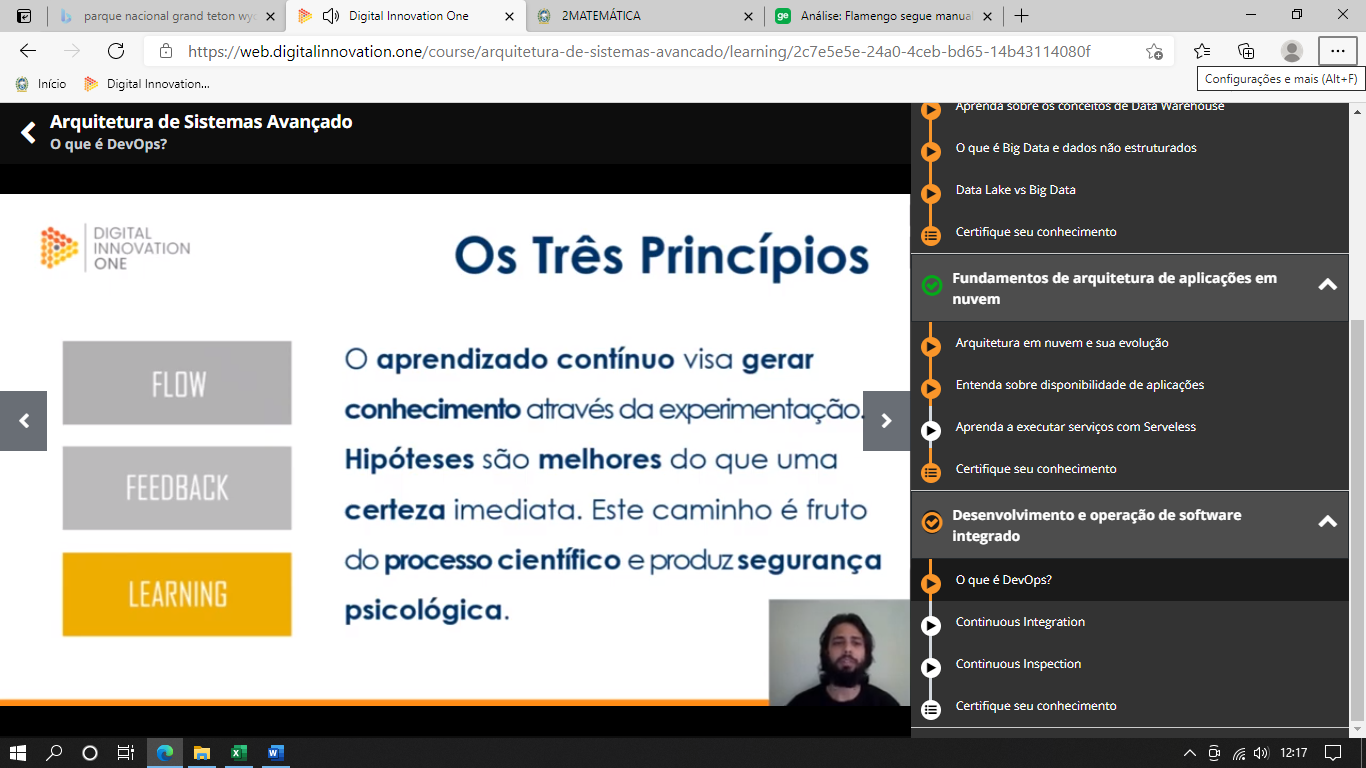 parque nacional grand teton wy
Digital Innovation One
2MATEMÁTICA
ge
Análise: Flamengo segue manual
https://web.digitalinnovation.one/course/arquitetura-de-sistemas-avancado/learning/2c7e5e5e-24a0-4ceb-bd65-14b43114080f
Configurações e mais (Alt+F)
Início
Digital Innovation...
Arquitetura de Sistemas Avançado
O que é DevOps?
DIGITAL
INNOVATION
ONE
Os Três Princípios
FLOW
FEEDBACK
LEARNING
O aprendizado contínuo visa gerar
conhecimento através da experimentação.
Hipóteses são melhores do que uma
certeza imediata. Este caminho é fruto
do processo científico e produz segurança
psicológica.
Aprenda sobre os conceitos de Data Warehouse
O que é Big Data e dados não estruturados
Data Lake vs Big Data
Certifique seu conhecimento
Fundamentos de arquitetura de aplicações em
nuvem
Arquitetura em nuvem e sua evolução
Entenda sobre disponibilidade de aplicações
Aprenda a executar serviços com Serveless
Certifique seu conhecimento
Desenvolvimento e operação de software
integrado
O que é DevOps?
Continuous Integration
Continuous Inspection
Certifique seu conhecimento
12:17